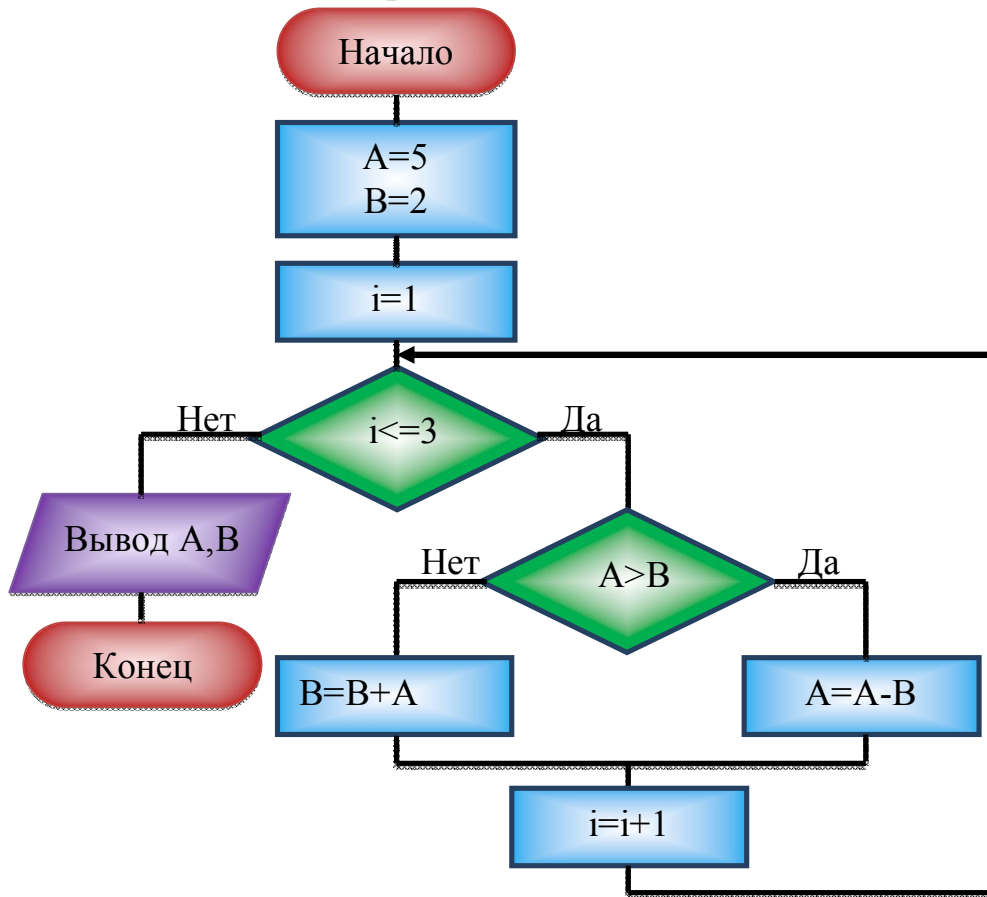 Начало
A=5
B=2
i=1
Нет
i<=3
Да
Вывод A,B
Нет
A>B
Да
Конец
B=B+A
A=A-B
i=i+1